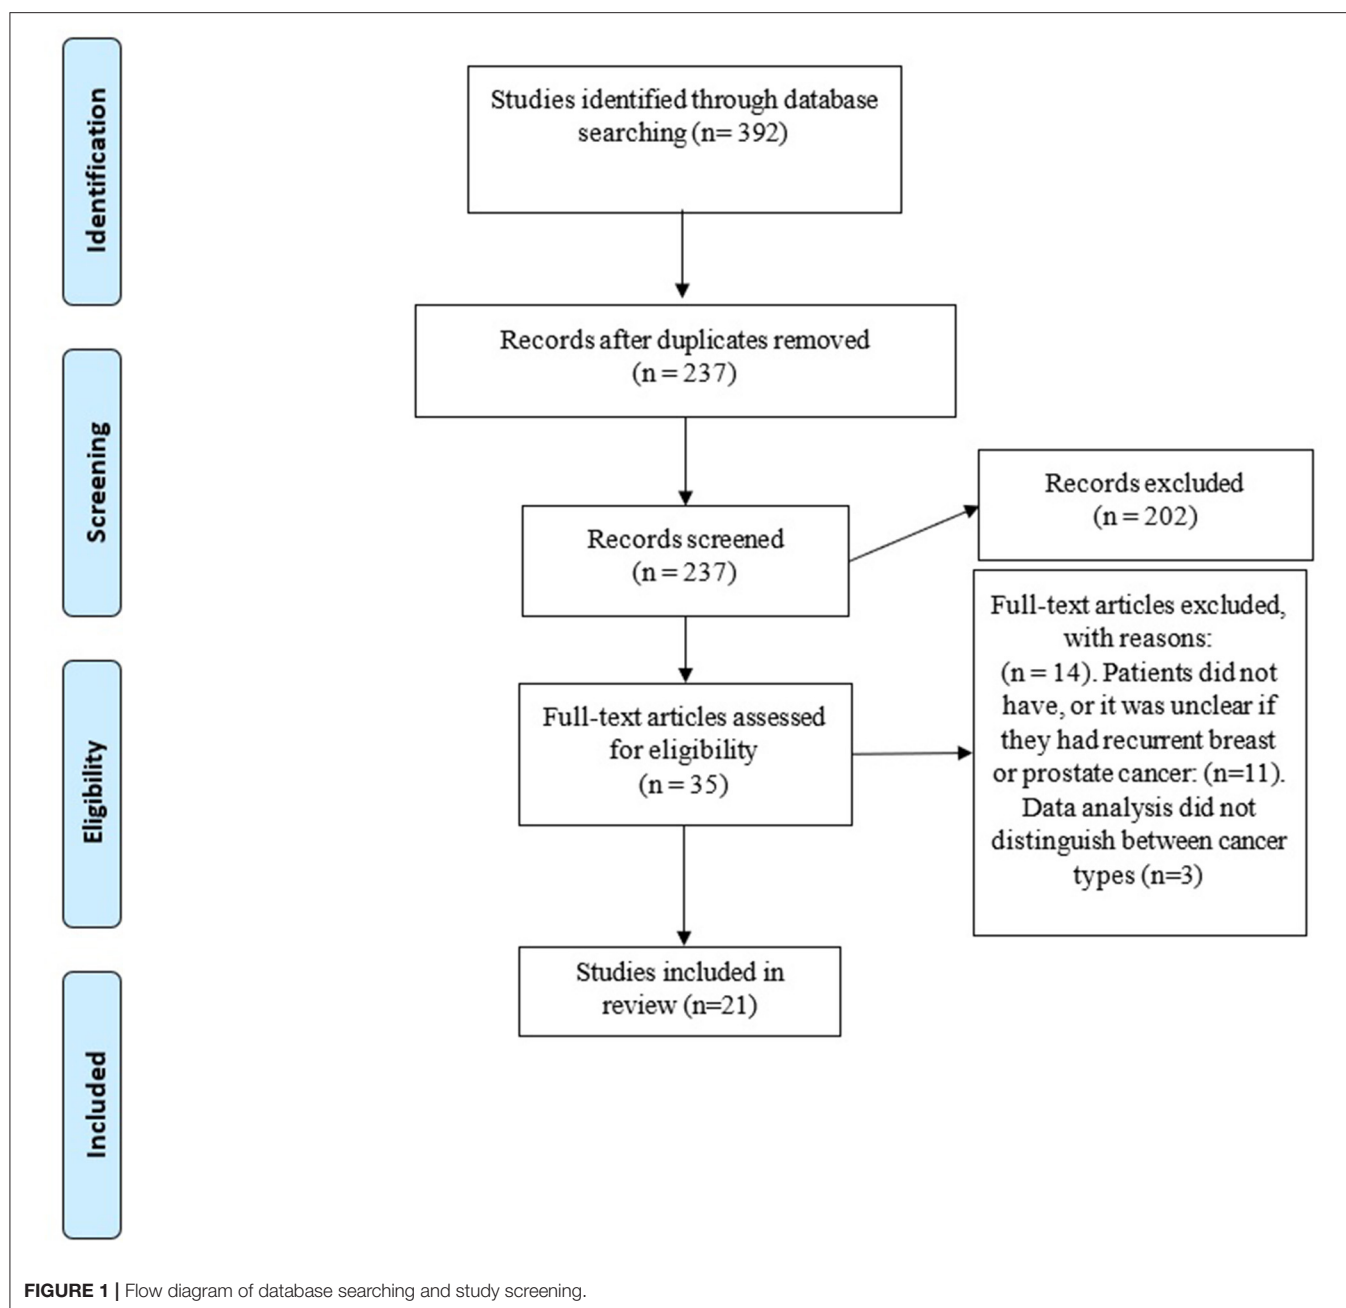 Identification
Studies identified through database
searching (n= 392)
Records after duplicates removed
(n = 237)
Screening
Records screened
(n = 237)
Records excluded
(n = 202)
Eligibility
Full-text articles assessed
for eligibility
(n = 35)
Full-text articles excluded,
with reasons:
(n = 14). Patients did not
have, or it was unclear if
they had recurrent breast
or prostate cancer: (n=11).
Data analysis did not
distinguish between cancer
types (n=3)
Included
Studies included in
review (n=21)
FIGURE 1 | Flow diagram of database searching and study screening.